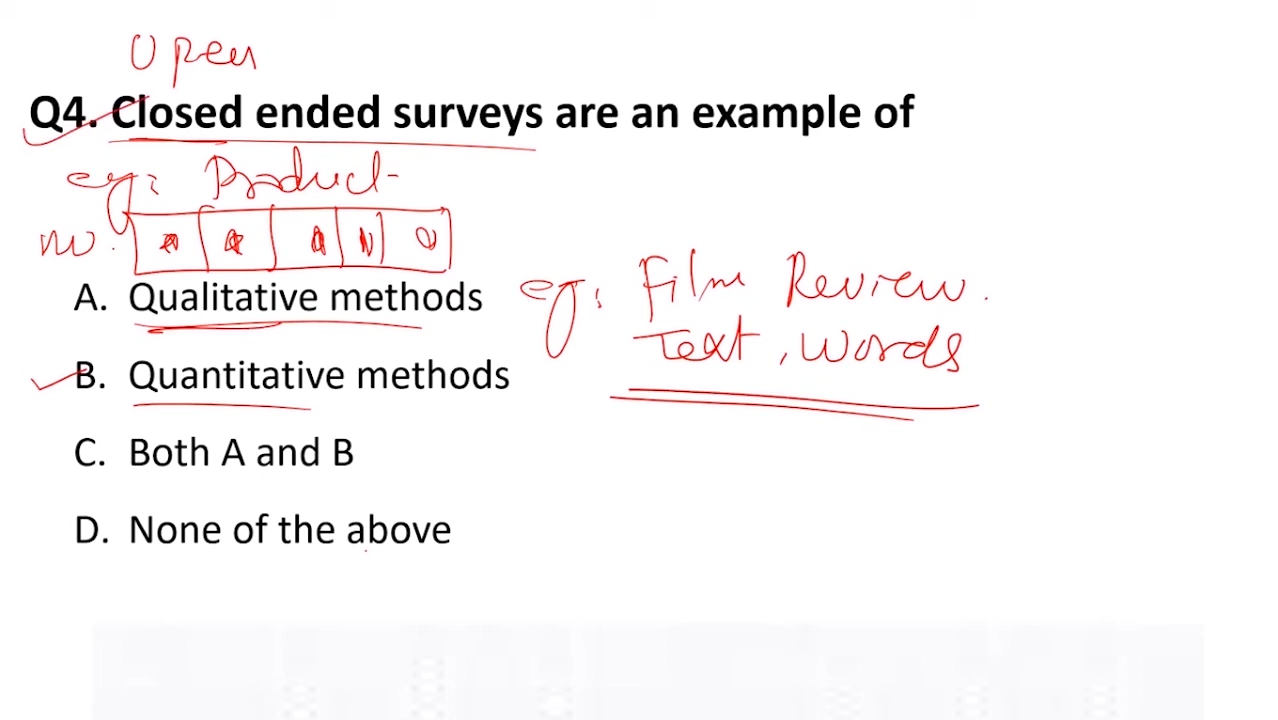 Open
Q4. Closed ended surveys are an example of
eg: Product
no.
A. Qualitative methods
eg: Film Review.
Text, Words
B. Quantitative methods
C. Both A and B
D. None of the above